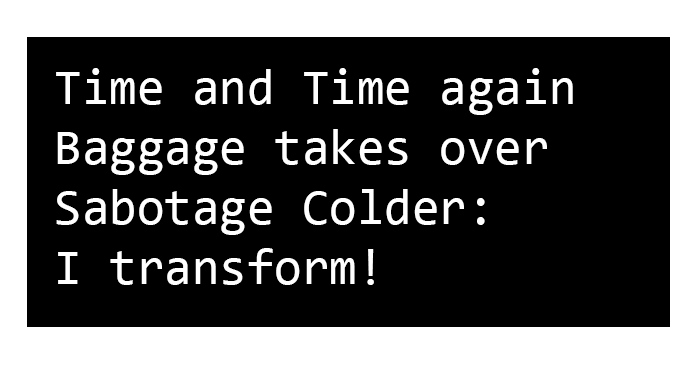 Time and Time again
Baggage takes over
Sabotage Colder:
I transform!